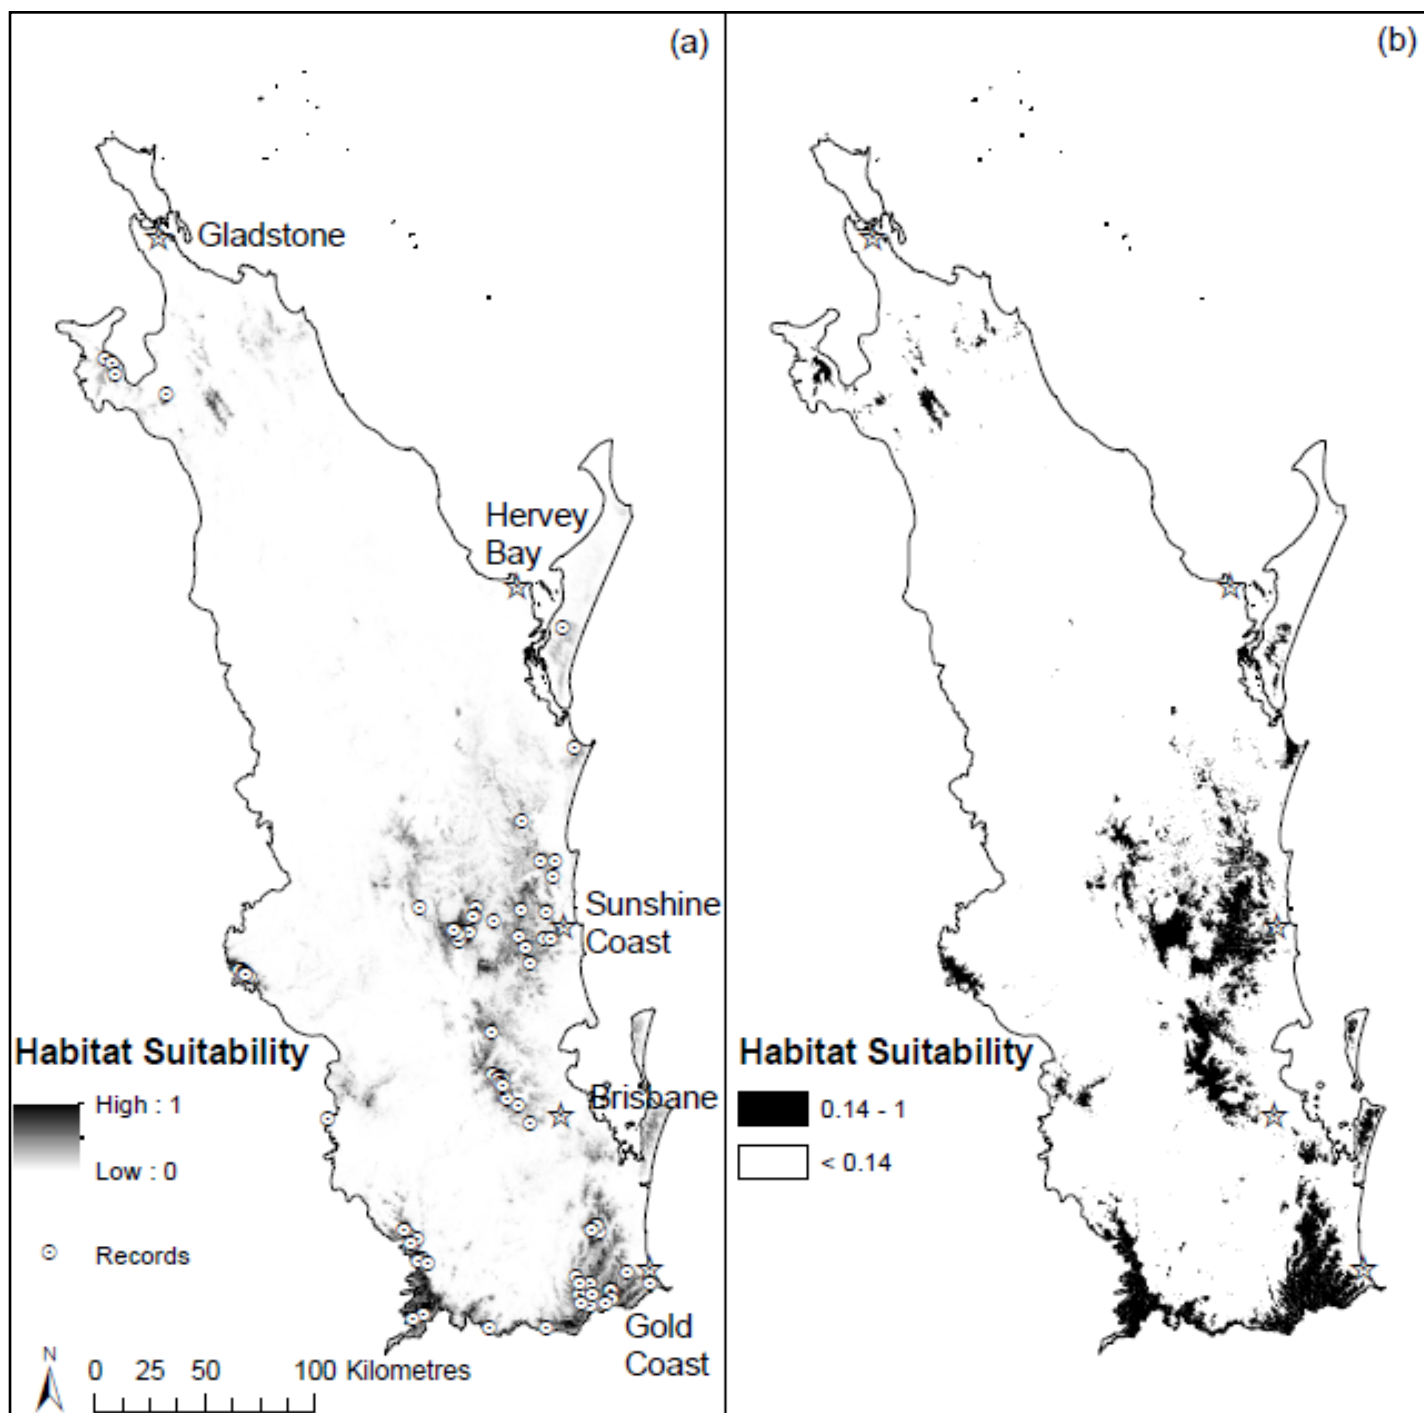 (a)
Gladstone
Hervey
Bay
Sunshine
Coast
Habitat Suitability
High : 1
Low : 0
Brisbane
Records
Gold
Coast
N
0 25 50 100 Kilometres
(b)
Habitat Suitability
0.14 - 1
< 0.14